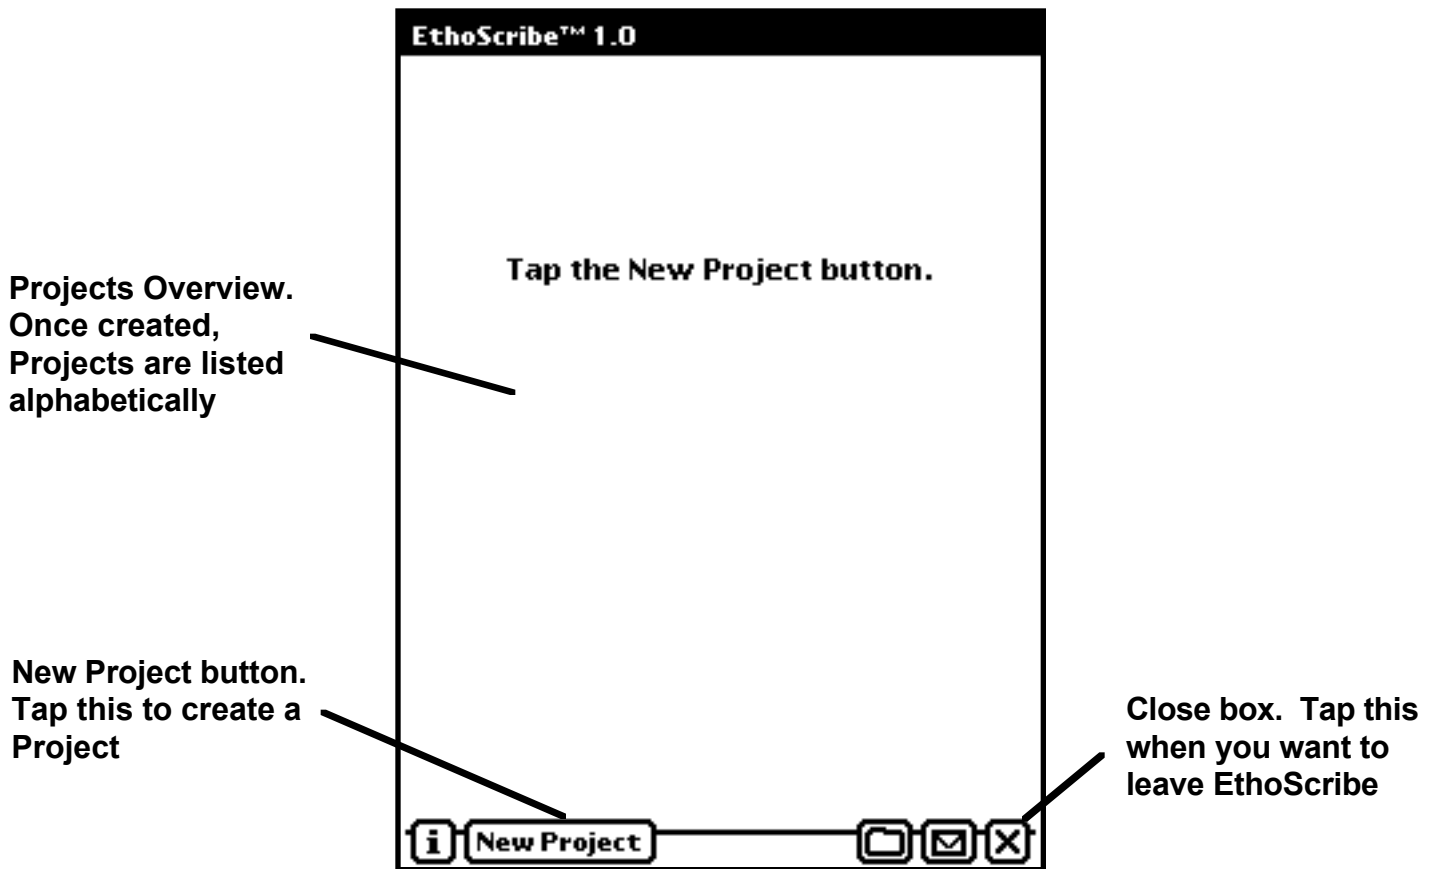 EthoScribe™ 1.0
Tap the New Project button.
Projects Overview.
Once created,
Projects are listed
alphabetically
New Project button.
Tap this to create a
Project
Close box.  Tap this
when you want to
leave EthoScribe
i New Project X